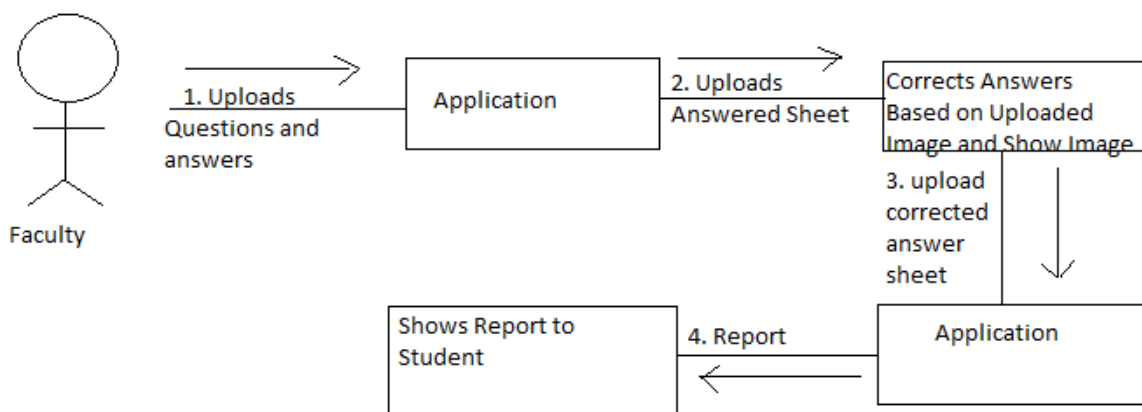 1. Uploads
Questions and
answers
Faculty
Application
2. Uploads
Answered Sheet
Corrects Answers
Based on Uploaded
Image and Show Image
3. upload
corrected
answer
sheet
Application
4. Report
Shows Report to
Student